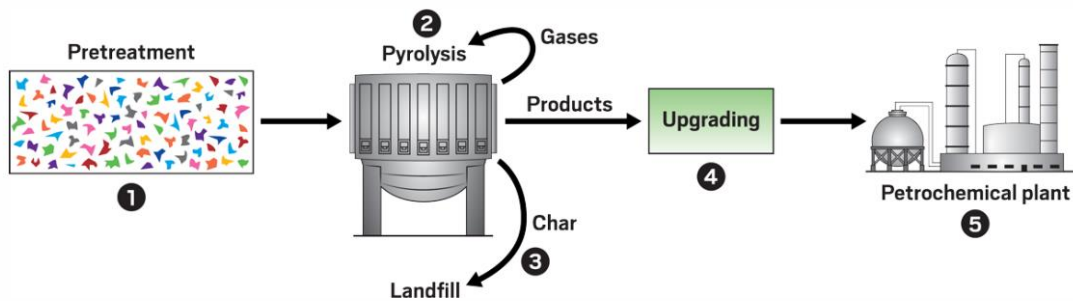 Pretreatment
1
2
Pyrolysis
Gases
Products
Char
3
Landfill
Upgrading
4
Petrochemical plant
5